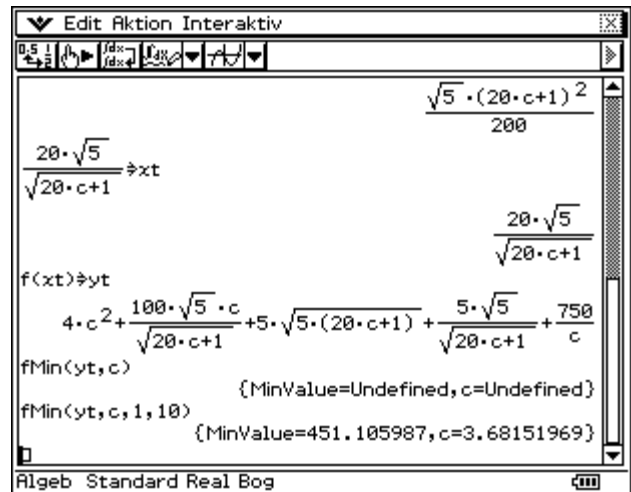 Edit Aktion Interaktiv
√5·(20·c+1)²/200
20·√5/√(20·c+1)⇒xt
20·√5/√(20·c+1)
f(xt)⇒yt
4·c²+100·√5·c/√(20·c+1)+5·√(5·(20·c+1))+5·√5/√(20·c+1)+750/c
fMin(yt,c)
{MinValue=Undefined,c=Undefined}
fMin(yt,c,1,10)
{MinValue=451.105987,c=3.68151969}
Algeb Standard Real Bog